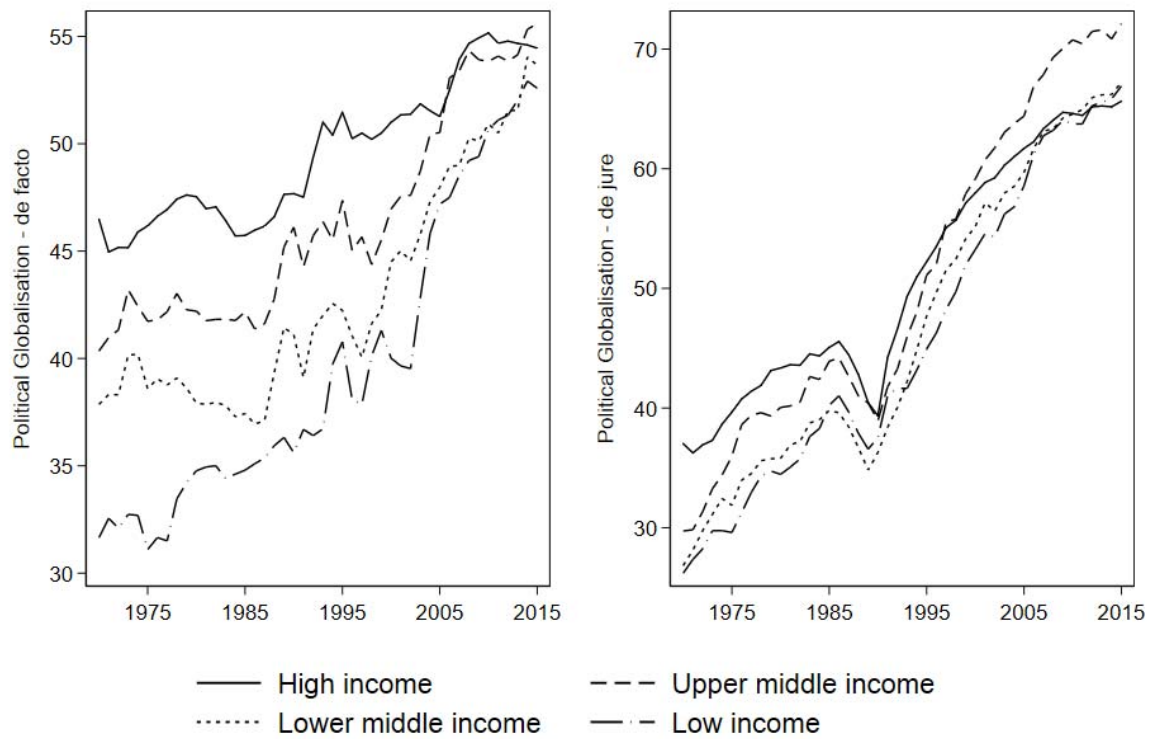 Political Globalisation - de facto
55
50
45
40
35
30
1975 1985 1995 2005 2015
Political Globalisation - de jure
70
60
50
40
30
1975 1985 1995 2005 2015
High income
Upper middle income
Lower middle income
Low income